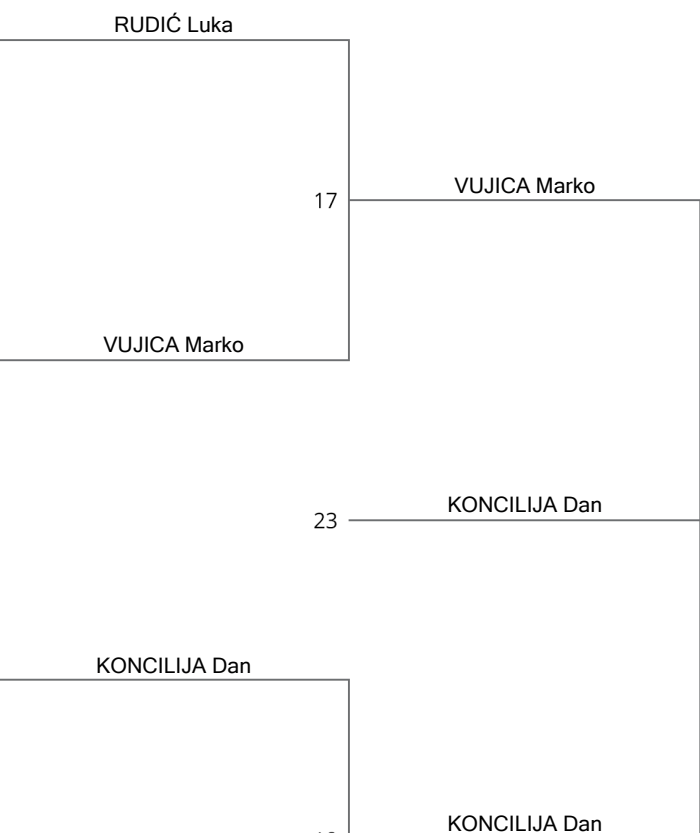 RUDIĆ Luka
17
VUJICA Marko
VUJICA Marko
23
KONCILIJA Dan
KONCILIJA Dan
KONCILIJA Dan